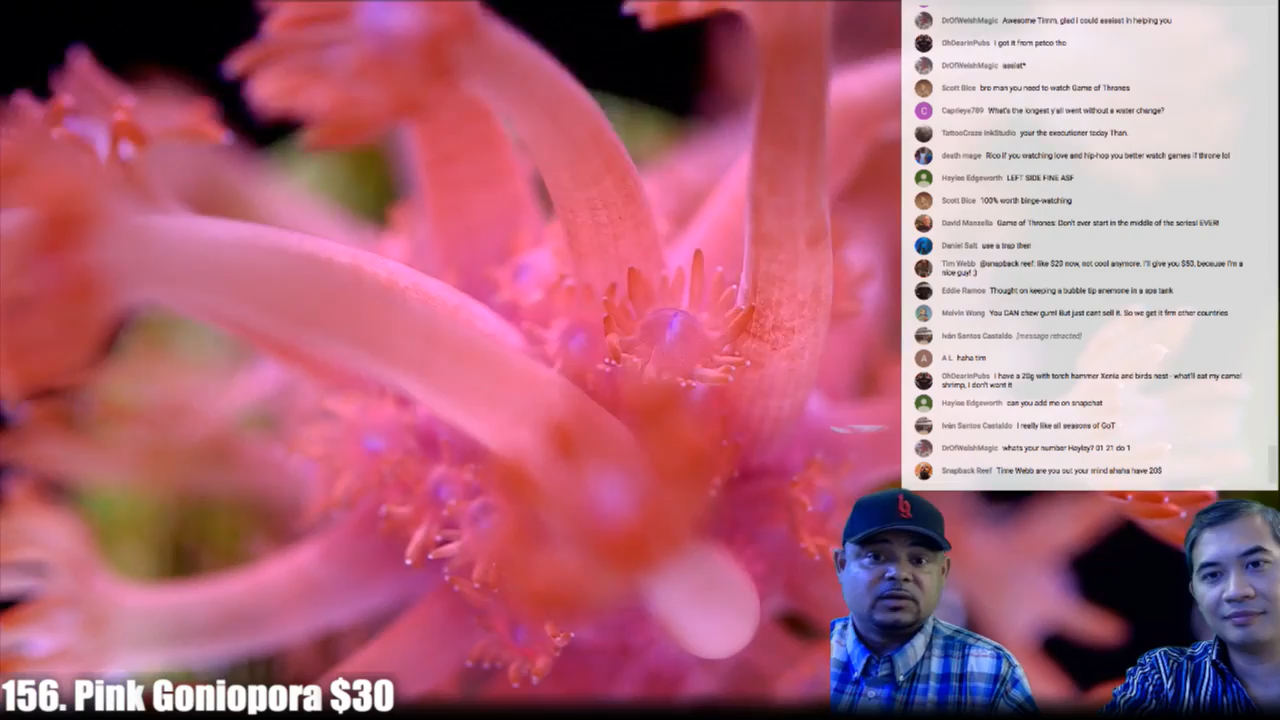 DrOfWelshMagic Awesome Timm, glad i could assisst in helping you
OhDearInPubs I got it from petco tho
DrOfWelshMagic assist*
Scott Bice bro man you need to watch Game of Thrones
C Caprieye789 What's the longest y'all went without a water change?
TattooCraze InkStudio your the executioner today Than.
death mage Rico if you watching love and hip-hop you better watch games if throne lol
Haylee Edgeworth LEFT SIDE FINE ASF
Scott Bice 100% worth binge-watching
David Manzella Game of Thrones: Don't ever start in the middle of the series! EVER!
Daniel Salt use a trap then
Tim Webb @snapback reef: like $20 now, not cool anymore. I'll give you $50, because I'm a
nice guy! :)
Eddie Ramos Thought on keeping a bubble tip anemone in a sps tank
Melvin Wong You CAN chew gum! But just cant sell it. So we get it frm other countries
Iván Santos Castaldo [message retracted]
A A L haha tim
OhDearInPubs I have a 20g with torch hammer Xenia and birds nest - what'll eat my camel
shrimp, I don't want it
Haylee Edgeworth can you add me on snapchat
Iván Santos Castaldo I really like all seasons of GoT
DrOfWelshMagic whats your number Hayley? 01 21 do 1
Snapback Reef Time Webb are you out your mind ahaha have 20$
156. Pink Goniopora $30